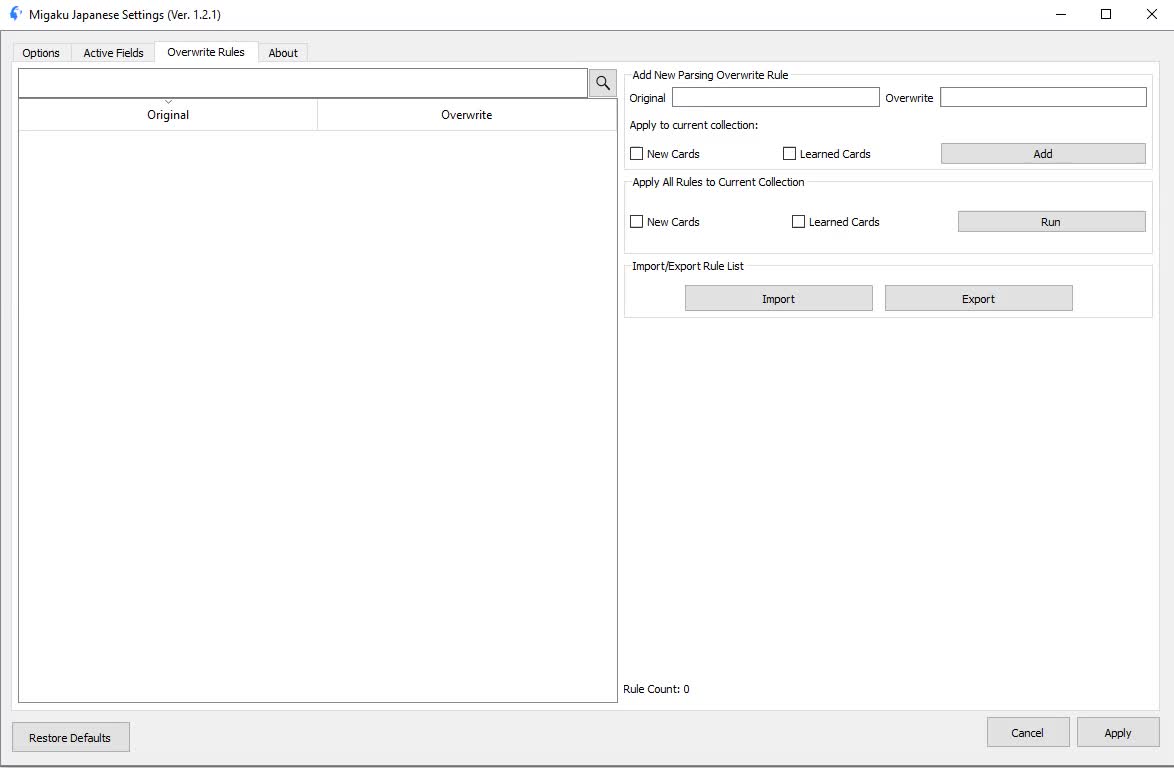 Migaku Japanese Settings (Ver. 1.2.1)
Options Active Fields Overwrite Rules About
Original Overwrite
Add New Parsing Overwrite Rule
Original Overwrite
Apply to current collection:
New Cards Learned Cards Add
Apply All Rules to Current Collection
New Cards Learned Cards Run
Import/Export Rule List
Import Export
Rule Count: 0
Restore Defaults Cancel Apply